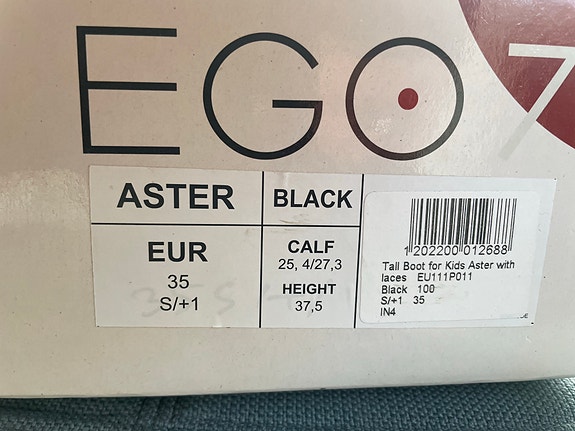 EGO7
ASTER
BLACK
EUR
35
S/+1
CALF
25, 4/27,3
HEIGHT
37,5
1 202200 012688
Tall Boot for Kids Aster with
laces EU111P011
Black 100
S/+1 35
IN4